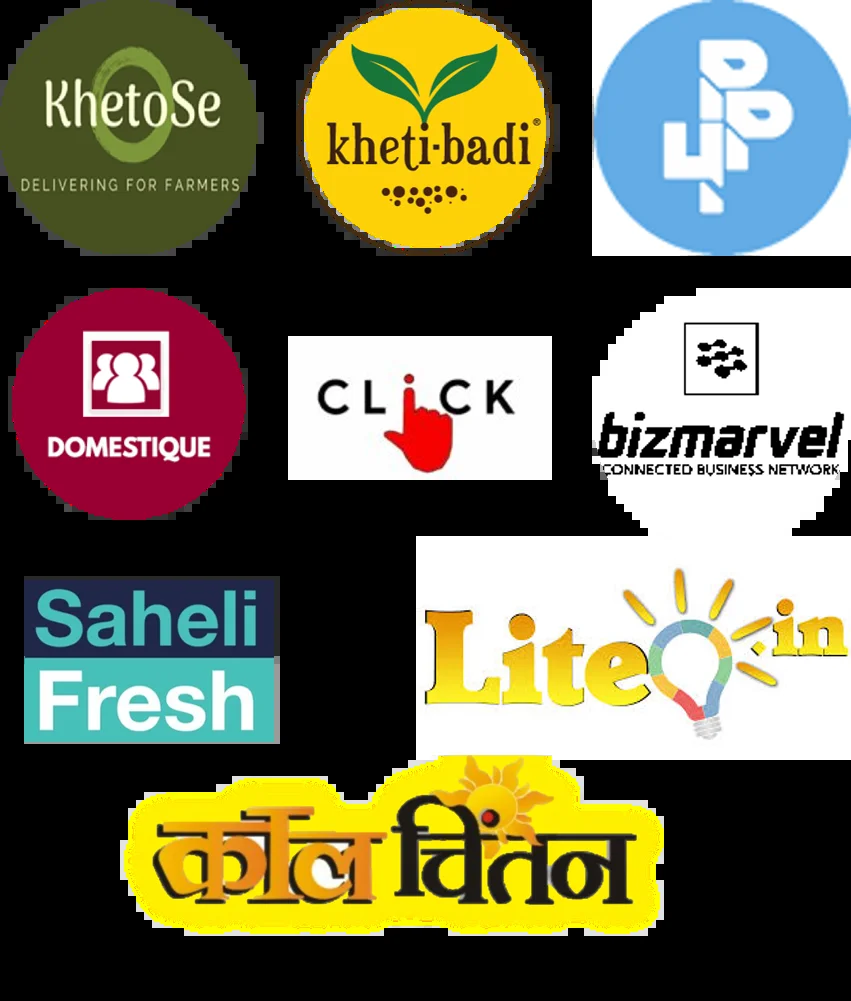 KhetoSe
DELIVERING FOR FARMERS
kheti-badi®
DOMESTIQUE
CLiCK
bizmarvel
CONNECTED BUSINESS NETWORK
Saheli
Fresh
Lite.in
कॉल चिंतन